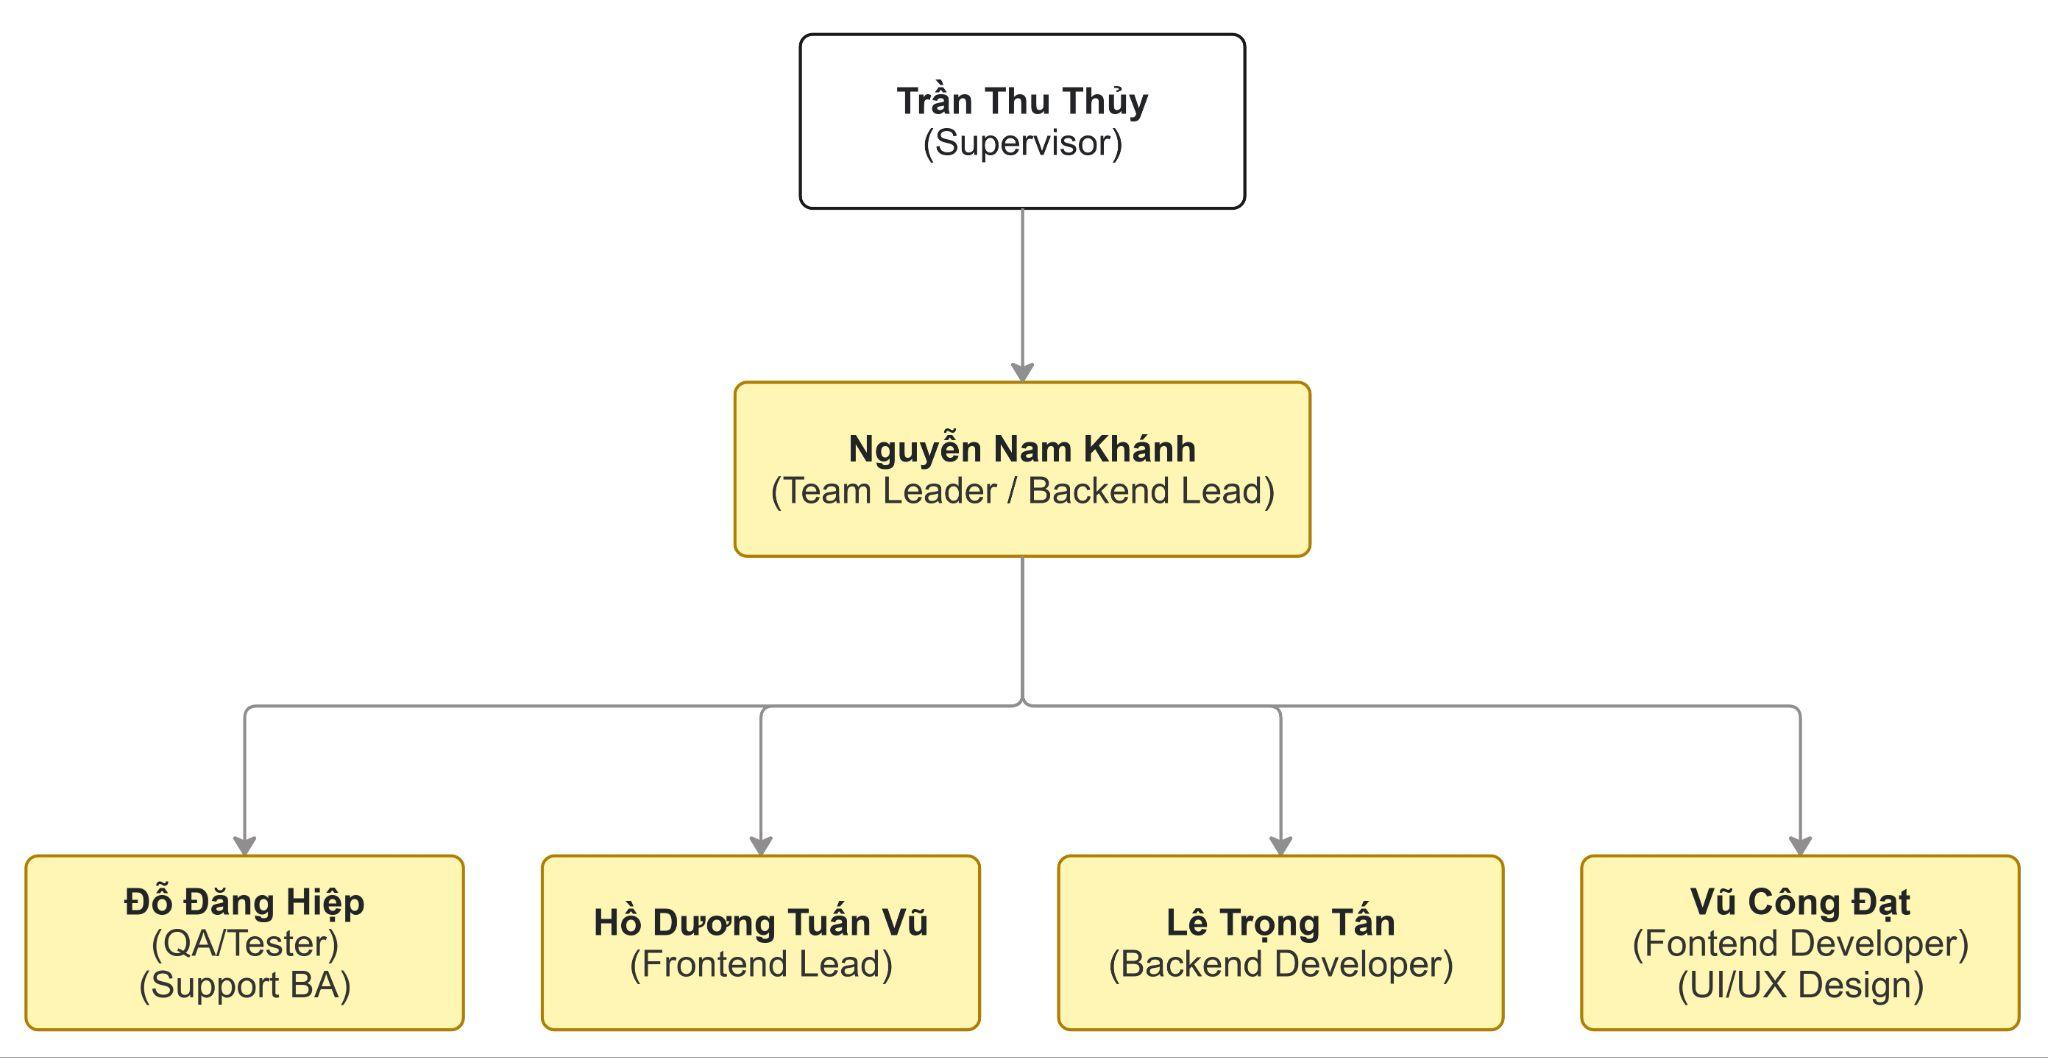 Trần Thu Thủy
(Supervisor)
Nguyễn Nam Khánh
(Team Leader / Backend Lead)
Đỗ Đăng Hiệp
(QA/Tester)
(Support BA)
Hồ Dương Tuấn Vũ
(Frontend Lead)
Lê Trọng Tấn
(Backend Developer)
Vũ Công Đạt
(Fontend Developer)
(UI/UX Design)